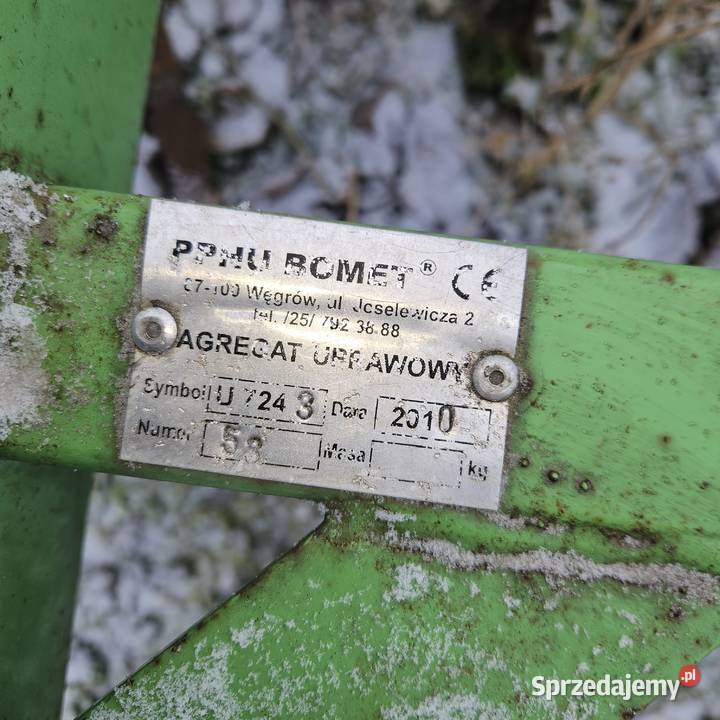 PPHU BOMET® CE
07-100 Węgrów, ul. Joselewicza 2
tel. /25/ 792 38 88
AGREGAT UPRAWOWY
Symbol U 724 3 Data 2010
Numer 53 Masa kg
Sprzedajemy.pl